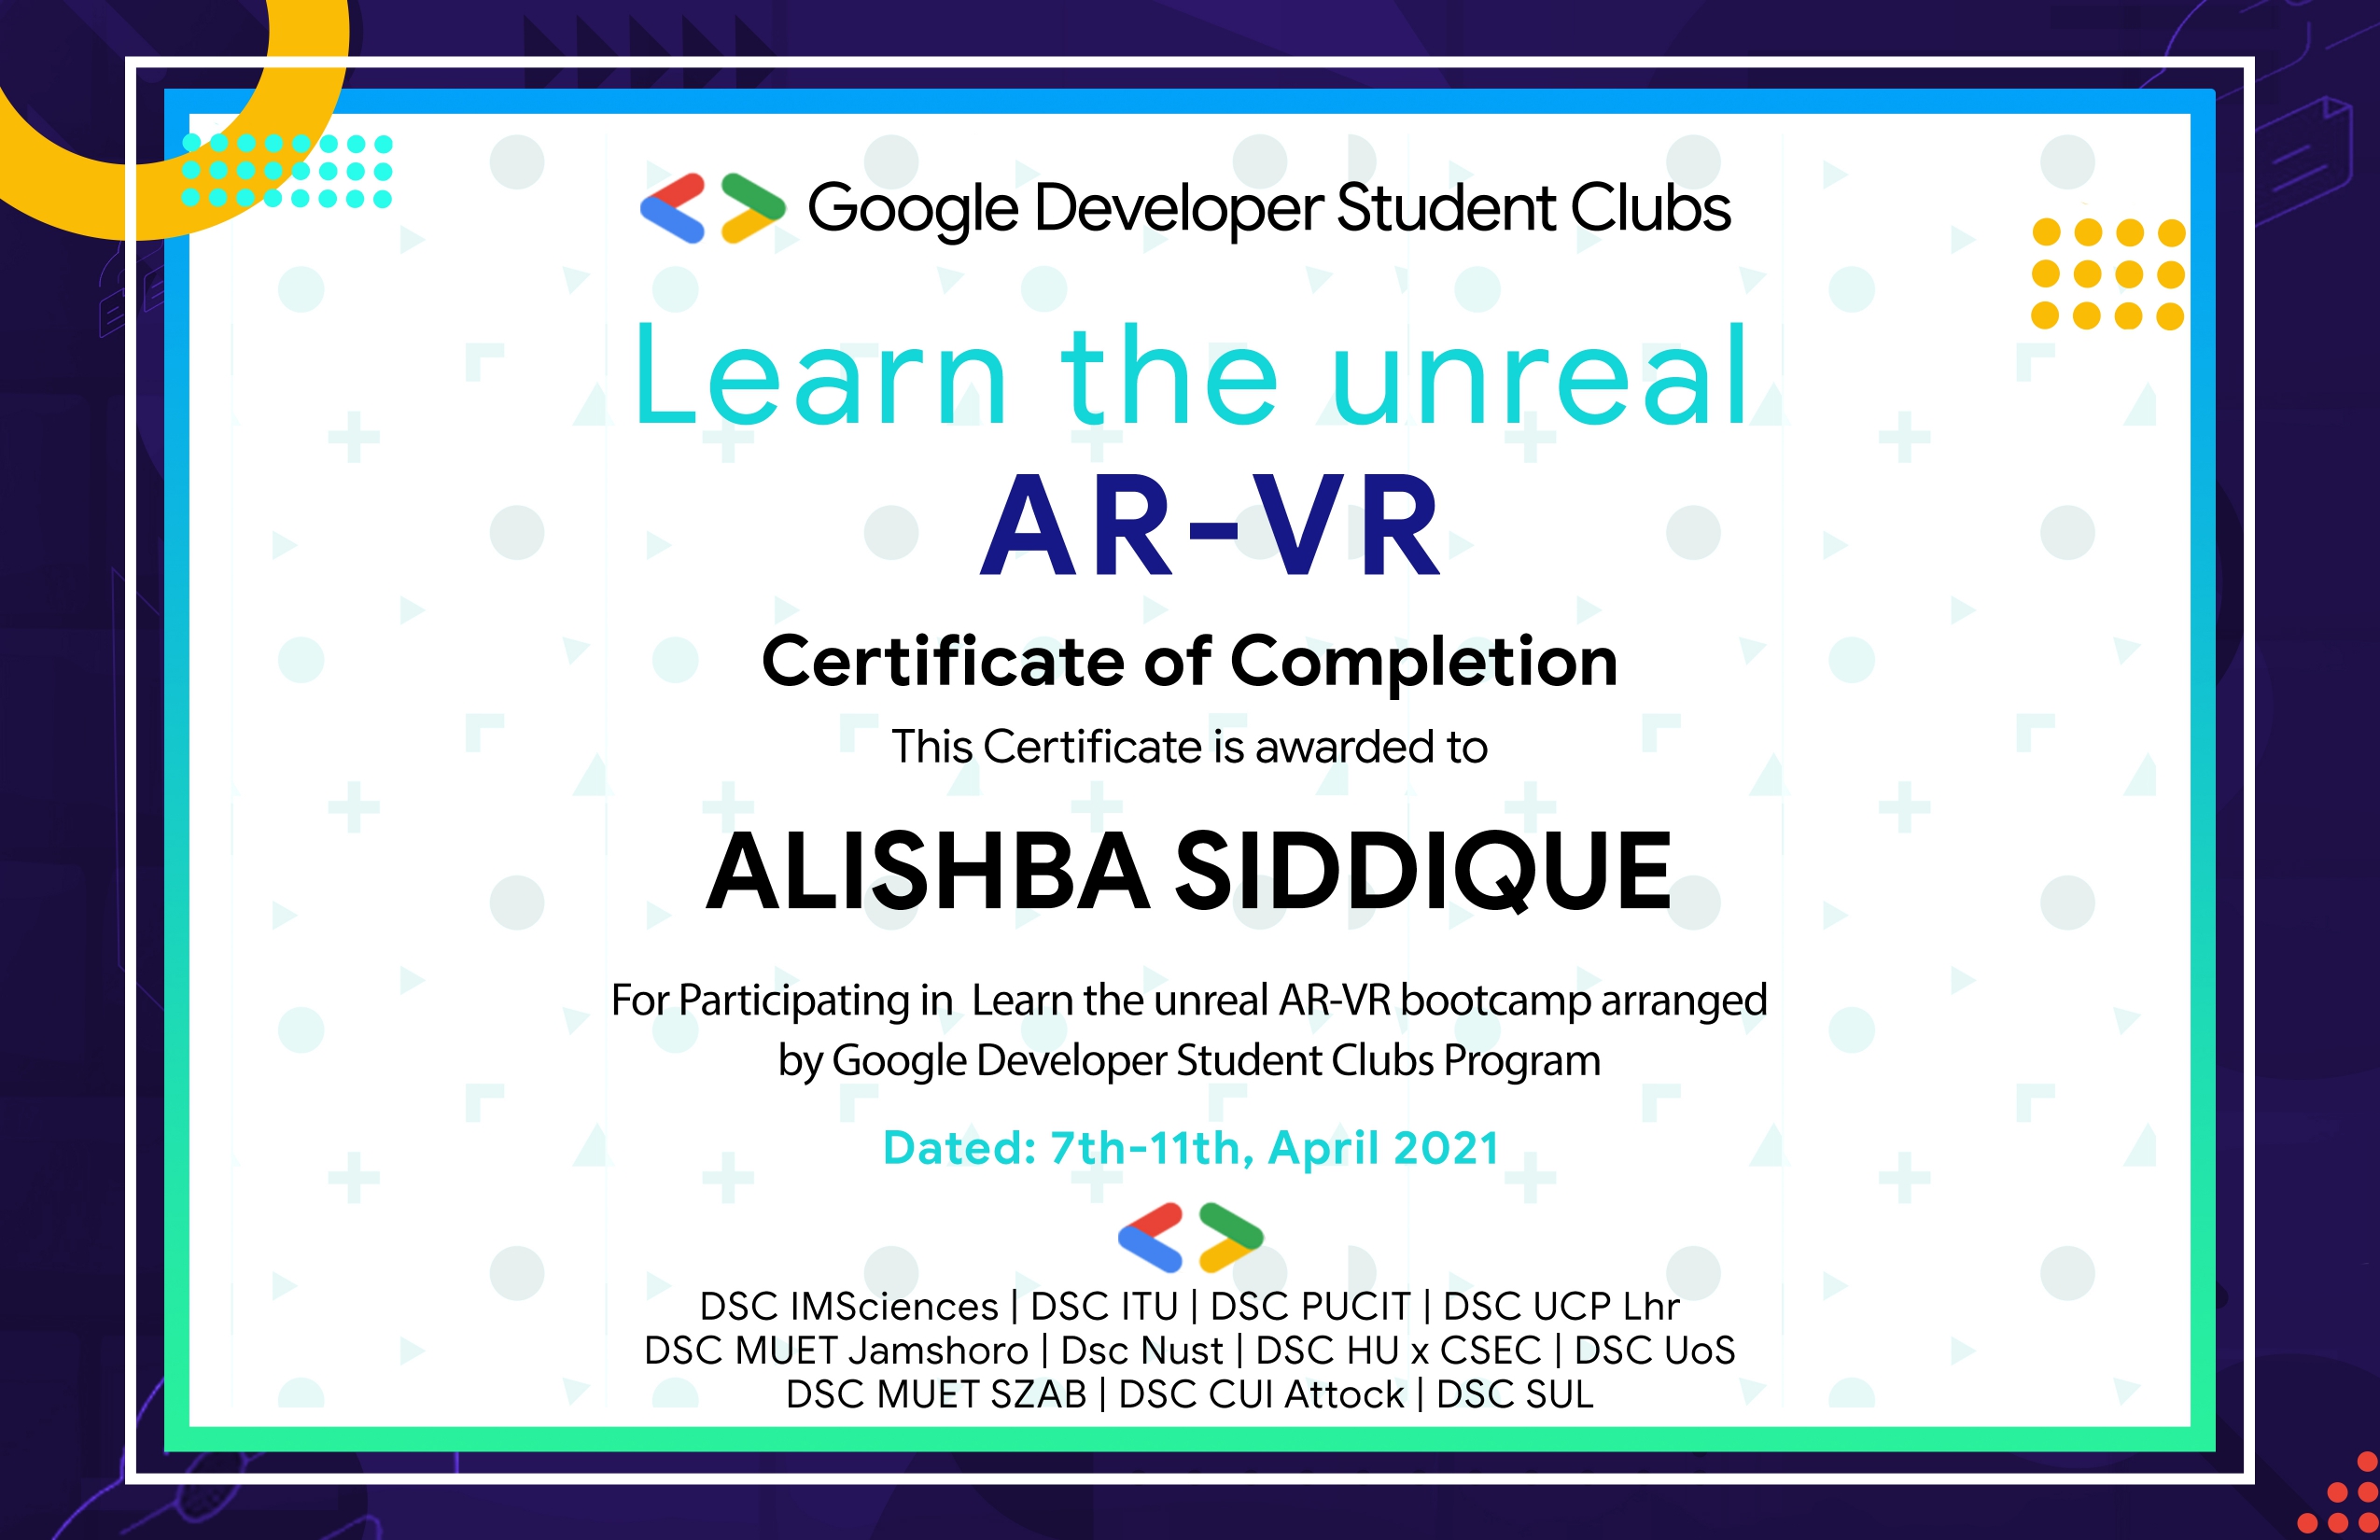 Google Developer Student Clubs
Learn the unreal
AR-VR
Certificate of Completion
This Certificate is awarded to
ALISHBA SIDDIQUE
For Participating in Learn the unreal AR-VR bootcamp arranged
by Google Developer Student Clubs Program
Dated: 7th-11th, April 2021
DSC IMSciences | DSC ITU | DSC PUCIT | DSC UCP Lhr
DSC MUET Jamshoro | Dsc Nust | DSC HU x CSEC | DSC UoS
DSC MUET SZAB | DSC CUI Attock | DSC SUL